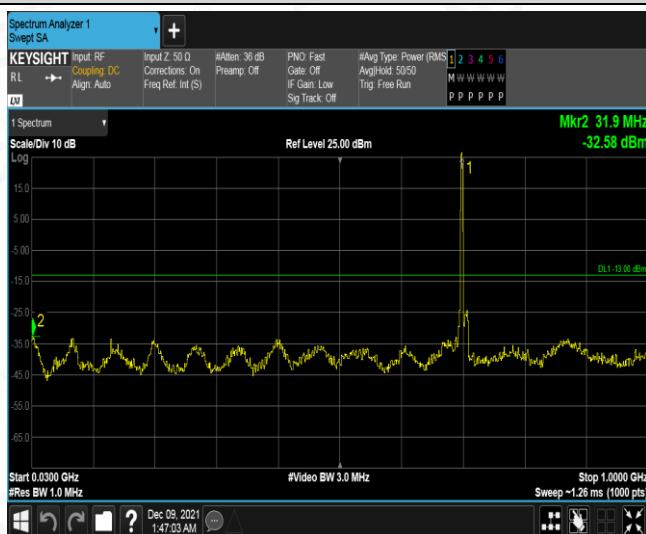 Spectrum Analyzer 1
Swept SA
+
KEYSIGHT
RL
Input: RF
Coupling: DC
Align: Auto
Input Z: 50 Ω
Corrections: On
Freq Ref: Int (S)
#Atten: 36 dB
Preamp: Off
PNO: Fast
Gate: Off
IF Gain: Low
Sig Track: Off
#Avg Type: Power (RMS
Avg|Hold: 50/50
Trig: Free Run
1 2 3 4 5 6
M W W W W W
P P P P P P
LXI
1 Spectrum
Scale/Div 10 dB
Ref Level 25.00 dBm
Mkr2 31.9 MHz
-32.58 dBm
Log
15.0
5.00
-5.00
-15.0
-25.0
-35.0
-45.0
-55.0
-65.0
1
DL1 -13.00 dBm
2
Start 0.0300 GHz
#Res BW 1.0 MHz
#Video BW 3.0 MHz
Stop 1.0000 GHz
Sweep ~1.26 ms (1000 pts)
?
Dec 09, 2021
1:47:03 AM